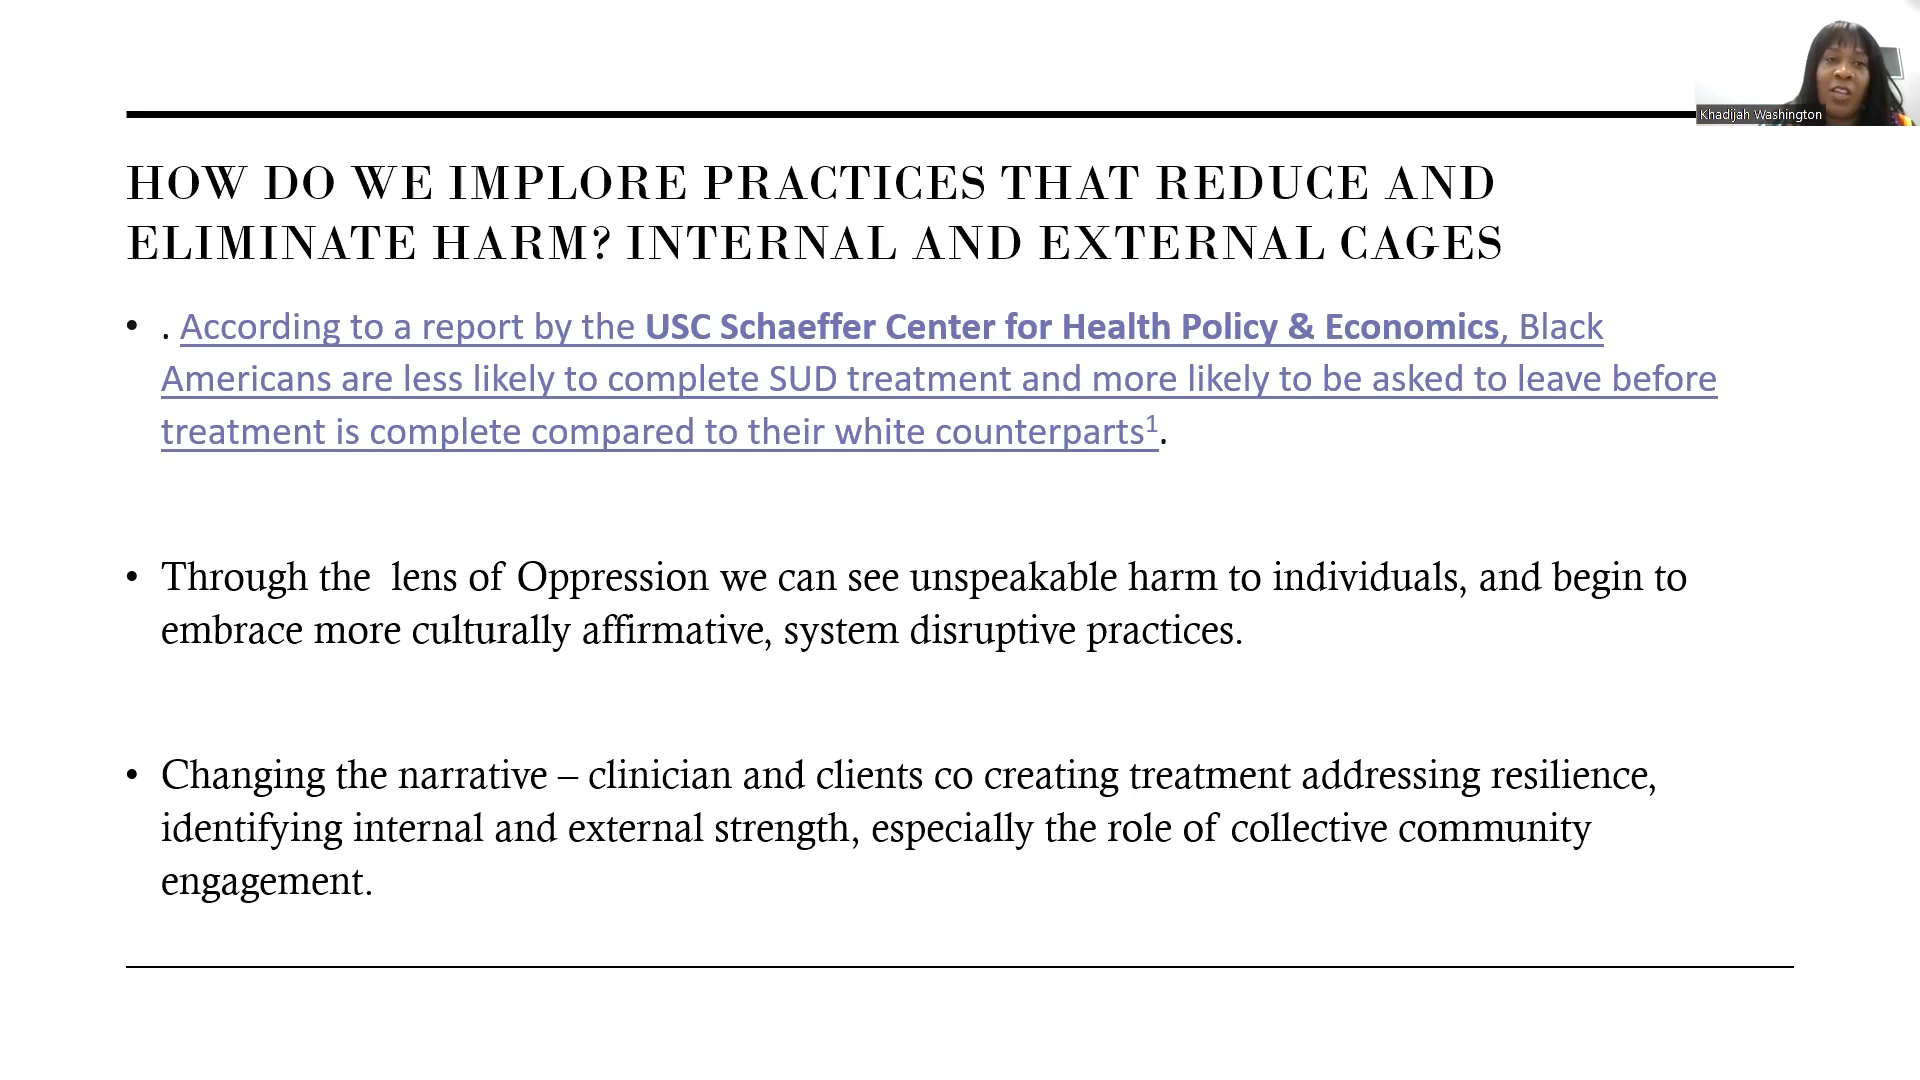 Khadijah Washington
HOW DO WE IMPLORE PRACTICES THAT REDUCE AND
ELIMINATE HARM? INTERNAL AND EXTERNAL CAGES
• . According to a report by the USC Schaeffer Center for Health Policy & Economics, Black
Americans are less likely to complete SUD treatment and more likely to be asked to leave before
treatment is complete compared to their white counterparts¹.
• Through the  lens of Oppression we can see unspeakable harm to individuals, and begin to
embrace more culturally affirmative, system disruptive practices.
• Changing the narrative – clinician and clients co creating treatment addressing resilience,
identifying internal and external strength, especially the role of collective community
engagement.